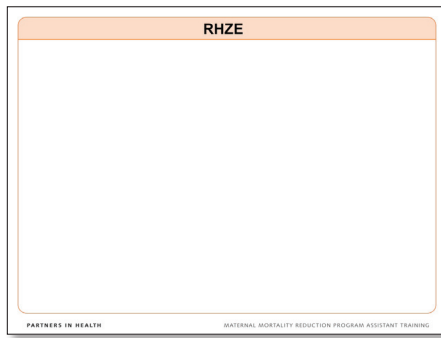 RHZE
PARTNERS IN HEALTH
MATERNAL MORTALITY REDUCTION PROGRAM ASSISTANT TRAINING